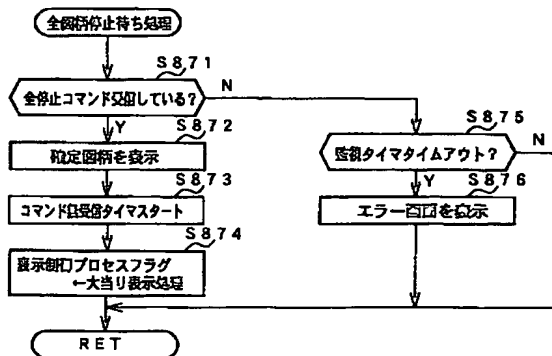 全図柄停止待ち処理
S871
全停止コマンド受信している?
N
Y
S872
確定図柄を表示
S873
コマンド未受信タイマスタート
S874
表示制御プロセスフラグ
←大当り表示処理
S875
監視タイマタイムアウト?
N
Y
S876
エラー画面を表示
RET